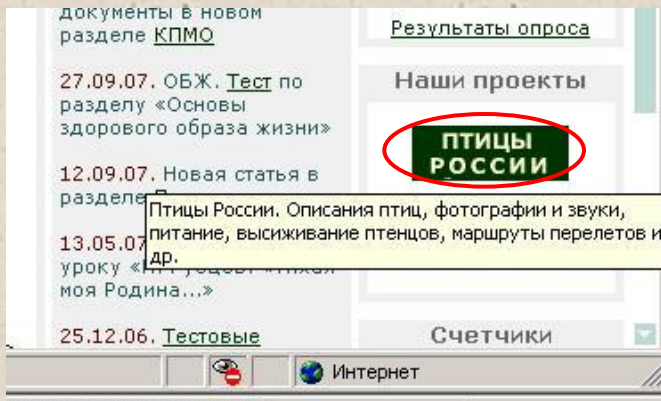 документы в новом
разделе КПМО
27.09.07. ОБЖ. Тест по
разделу «Основы
здорового образа жизни»
12.09.07. Новая статья в
разделе
13.05.07
уроку «
моя Родина...»
25.12.06. Тестовые
Результаты опроса
Наши проекты
ПТИЦЫ
РОССИИ
Птицы России. Описания птиц, фотографии и звуки,
питание, высиживание птенцов, маршруты перелетов и
др.
Счетчики
Интернет